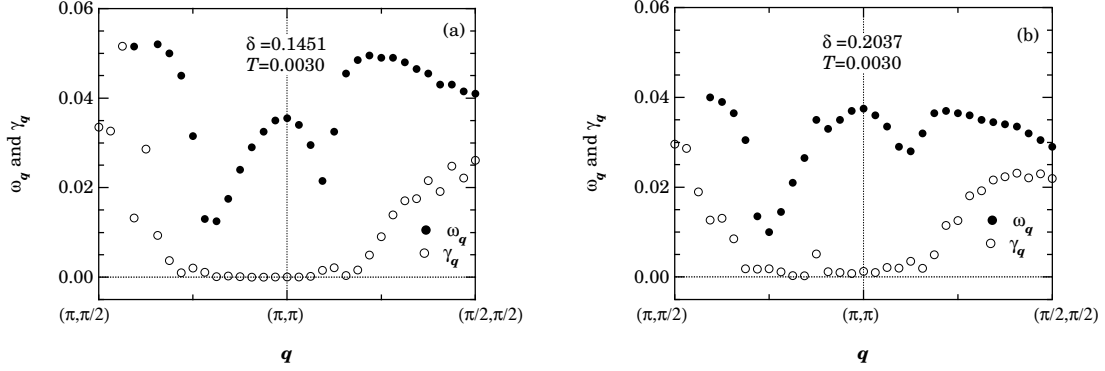 (a)
δ =0.1451
T=0.0030
0.06
0.04
0.02
0.00
ω_q and γ_q
ω_q
γ_q
(π,π/2)
(π,π)
(π/2,π/2)
q
(b)
δ =0.2037
T=0.0030
0.06
0.04
0.02
0.00
ω_q and γ_q
ω_q
γ_q
(π,π/2)
(π,π)
(π/2,π/2)
q